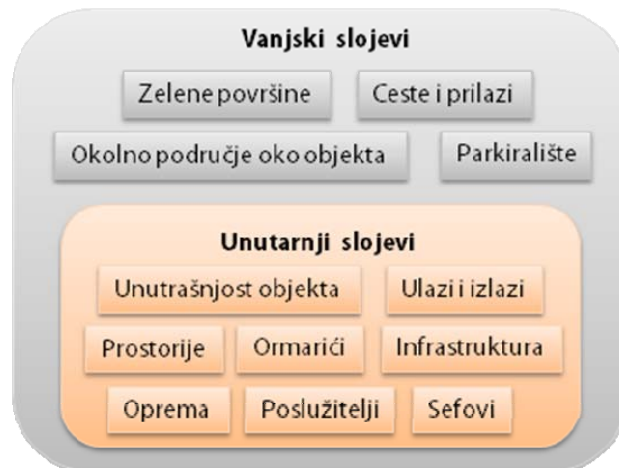 Vanjski slojevi
Zelene površine
Ceste i prilazi
Okolno područje oko objekta
Parkiralište
Unutarnji slojevi
Unutrašnjost objekta
Ulazi i izlazi
Prostorije
Ormarići
Infrastruktura
Oprema
Poslužitelji
Sefovi